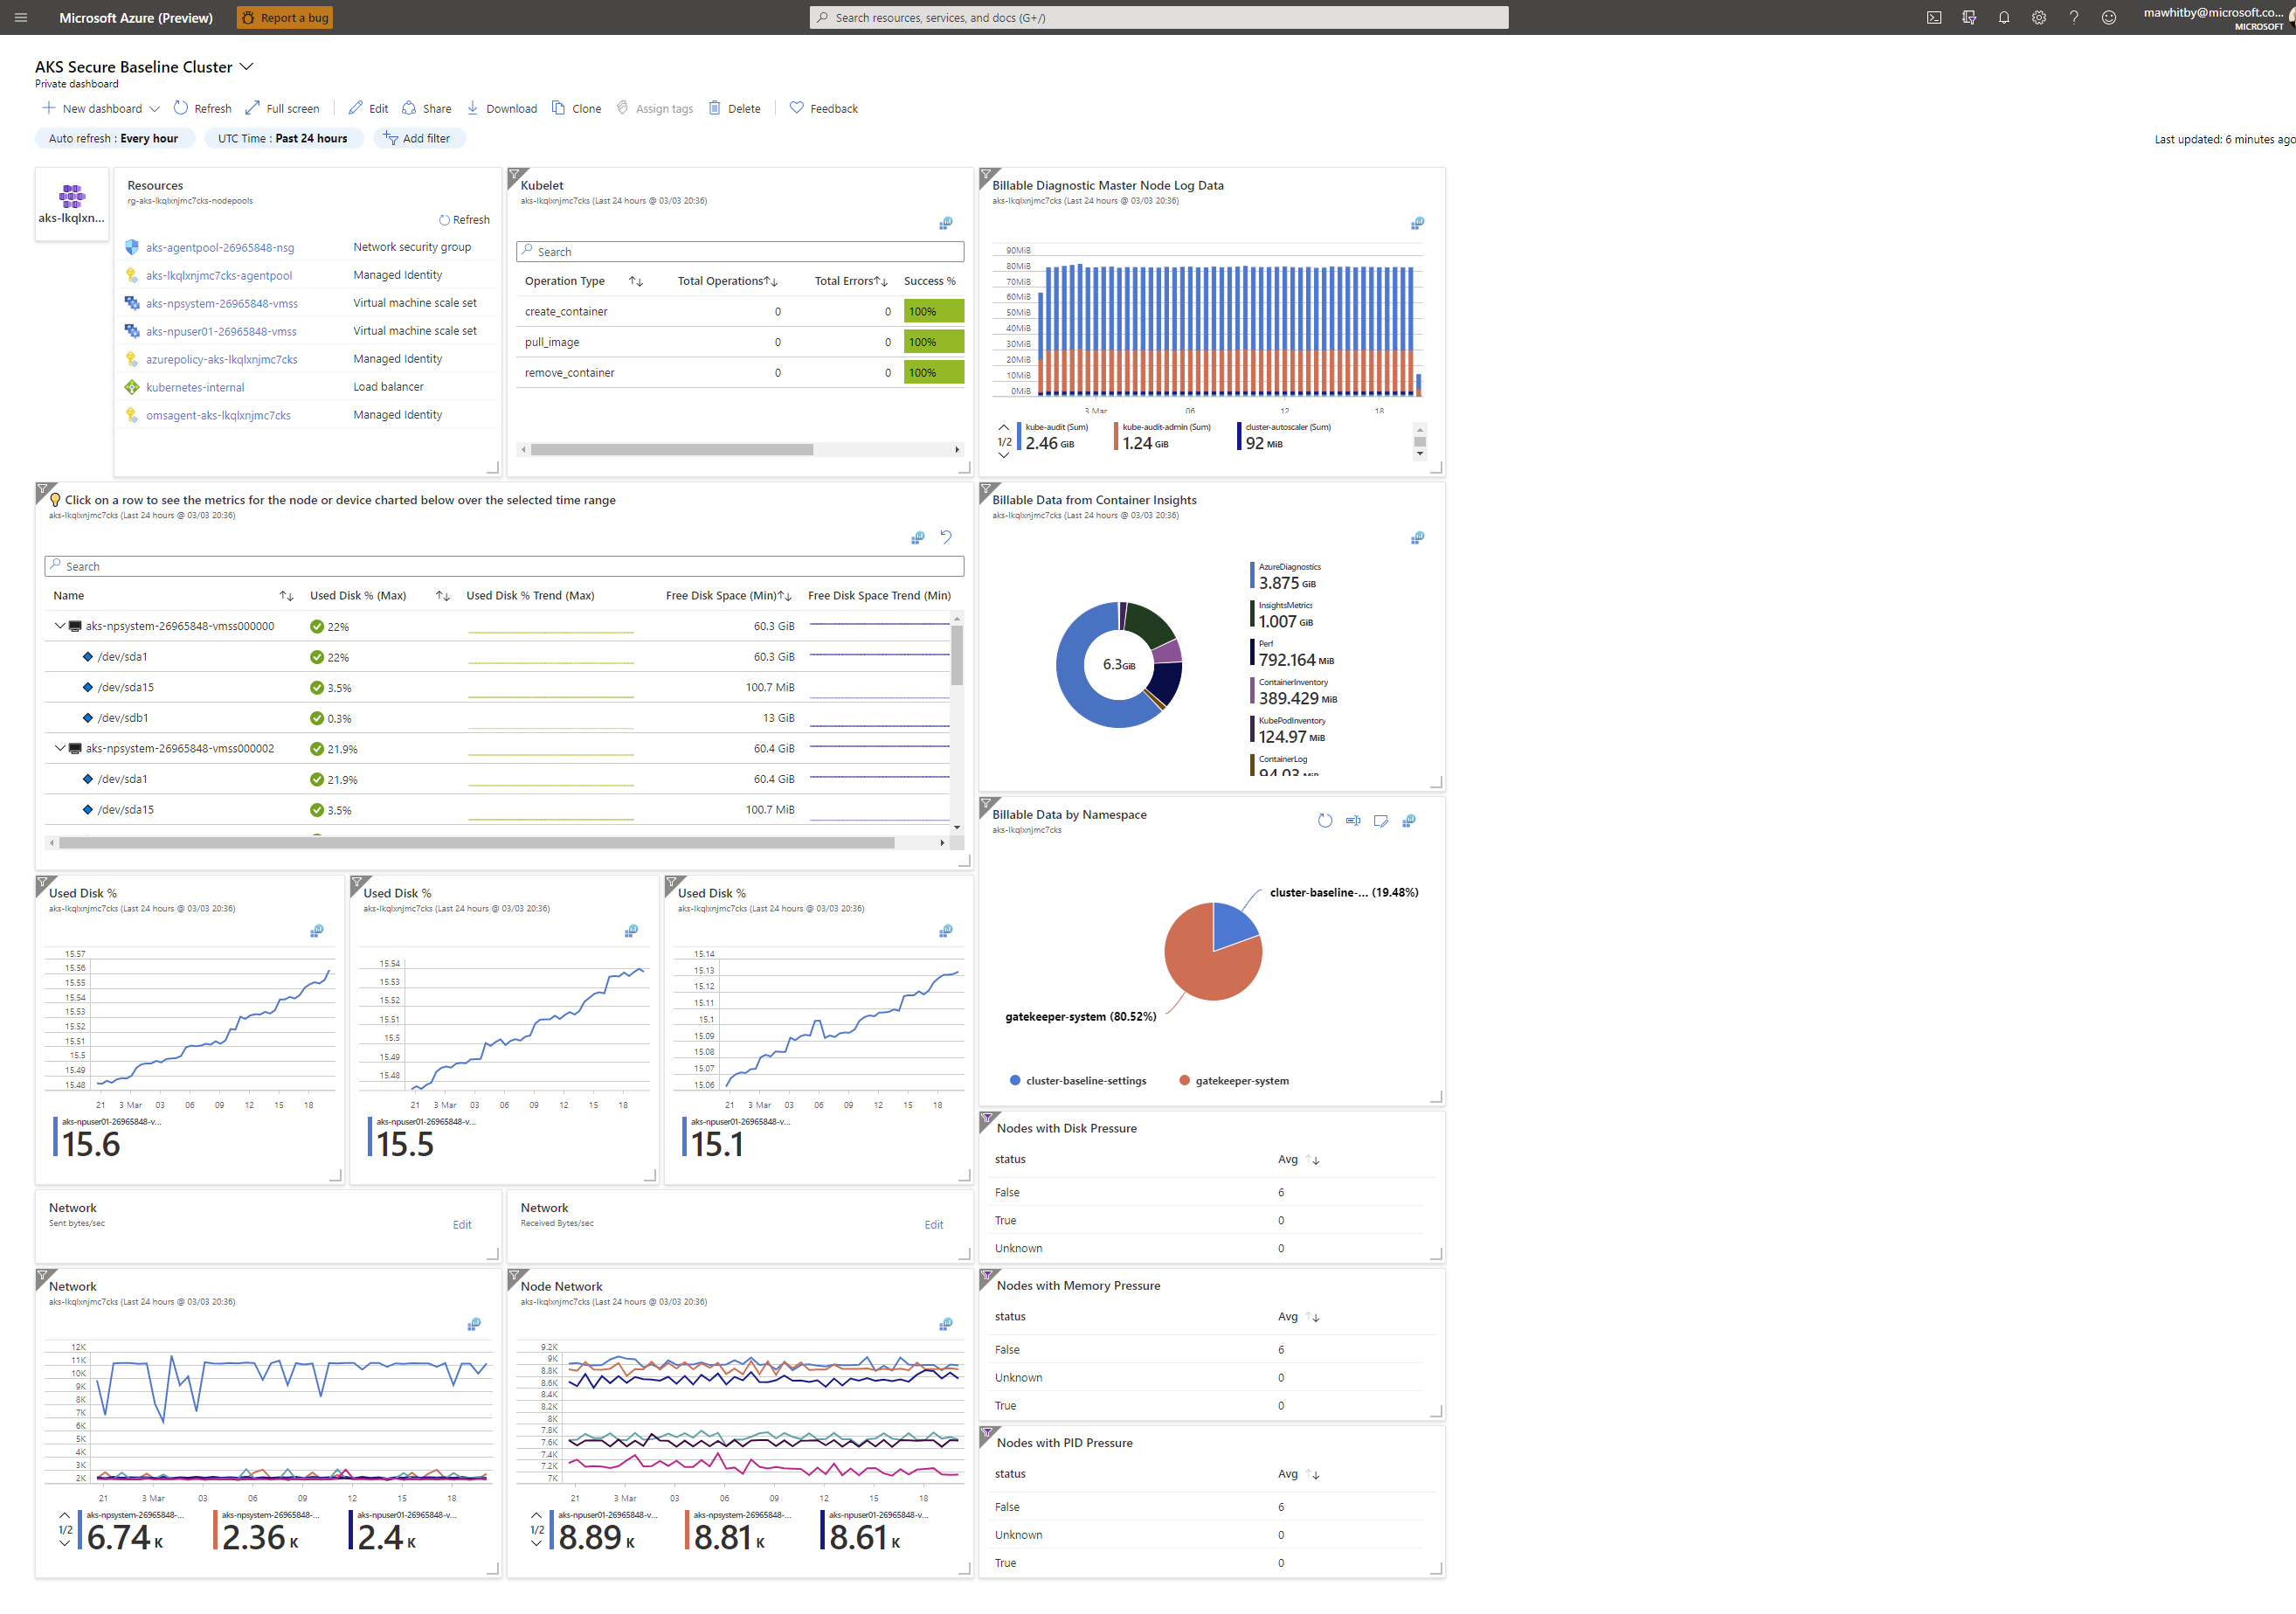 Microsoft Azure (Preview)
Report a bug
Search resources, services, and docs (G+/)
mawhitby@microsoft.co...
MICROSOFT
AKS Secure Baseline Cluster
Private dashboard
New dashboard
Refresh
Full screen
Edit
Share
Download
Clone
Assign tags
Delete
Feedback
Auto refresh : Every hour
UTC Time : Past 24 hours
Add filter
Last updated: 6 minutes ago
aks-lkqlxn...
Resources
rg-aks-lkqlxnjmc7cks-nodepools
Refresh
aks-agentpool-26965848-nsg Network security group
aks-lkqlxnjmc7cks-agentpool Managed Identity
aks-npsystem-26965848-vmss Virtual machine scale set
aks-npuser01-26965848-vmss Virtual machine scale set
azurepolicy-aks-lkqlxnjmc7cks Managed Identity
kubernetes-internal Load balancer
omsagent-aks-lkqlxnjmc7cks Managed Identity
Kubelet
aks-lkqlxnjmc7cks (Last 24 hours @ 03/03 20:36)
Search
Operation Type Total Operations Total Errors Success %
create_container 0 0 100%
pull_image 0 0 100%
remove_container 0 0 100%
Billable Diagnostic Master Node Log Data
aks-lkqlxnjmc7cks (Last 24 hours @ 03/03 20:36)
90MiB
80MiB
70MiB
60MiB
50MiB
40MiB
30MiB
20MiB
10MiB
0MiB
3 Mar 06 12 18
1/2
kube-audit (Sum)
2.46 GiB
kube-audit-admin (Sum)
1.24 GiB
cluster-autoscaler (Sum)
92 MiB
Click on a row to see the metrics for the node or device charted below over the selected time range
aks-lkqlxnjmc7cks (Last 24 hours @ 03/03 20:36)
Search
Name Used Disk % (Max) Used Disk % Trend (Max) Free Disk Space (Min) Free Disk Space Trend (Min)
aks-npsystem-26965848-vmss000000 22% 60.3 GiB
/dev/sda1 22% 60.3 GiB
/dev/sda15 3.5% 100.7 MiB
/dev/sdb1 0.3% 13 GiB
aks-npsystem-26965848-vmss000002 21.9% 60.4 GiB
/dev/sda1 21.9% 60.4 GiB
/dev/sda15 3.5% 100.7 MiB
Billable Data from Container Insights
aks-lkqlxnjmc7cks (Last 24 hours @ 03/03 20:36)
6.3GiB
AzureDiagnostics
3.875 GiB
InsightsMetrics
1.007 GiB
Perf
792.164 MiB
ContainerInventory
389.429 MiB
KubePodInventory
124.97 MiB
ContainerLog
94.03 MiB
Billable Data by Namespace
aks-lkqlxnjmc7cks
cluster-baseline-... (19.48%)
gatekeeper-system (80.52%)
cluster-baseline-settings
gatekeeper-system
Used Disk %
aks-lkqlxnjmc7cks (Last 24 hours @ 03/03 20:36)
15.57
15.56
15.55
15.54
15.53
15.52
15.51
15.5
15.49
15.48
21 3 Mar 03 06 09 12 15 18
aks-npuser01-26965848-v...
15.6
Used Disk %
aks-lkqlxnjmc7cks (Last 24 hours @ 03/03 20:36)
15.54
15.53
15.52
15.51
15.5
15.49
15.48
21 3 Mar 03 06 09 12 15 18
aks-npuser01-26965848-v...
15.5
Used Disk %
aks-lkqlxnjmc7cks (Last 24 hours @ 03/03 20:36)
15.14
15.13
15.12
15.11
15.1
15.09
15.08
15.07
15.06
21 3 Mar 03 06 09 12 15 18
aks-npuser01-26965848-v...
15.1
Nodes with Disk Pressure
status Avg
False 6
True 0
Unknown 0
Network
Sent bytes/sec
Edit
Network
Received Bytes/sec
Edit
Network
aks-lkqlxnjmc7cks (Last 24 hours @ 03/03 20:36)
12K
11K
10K
9K
8K
7K
6K
5K
4K
3K
2K
21 3 Mar 03 06 09 12 15 18
1/2
aks-npsystem-26965848-...
6.74 K
aks-npsystem-26965848-...
2.36 K
aks-npuser01-26965848-v...
2.4 K
Node Network
aks-lkqlxnjmc7cks (Last 24 hours @ 03/03 20:36)
9.2K
9K
8.8K
8.6K
8.4K
8.2K
8K
7.8K
7.6K
7.4K
7.2K
7K
21 3 Mar 03 06 09 12 15 18
1/2
aks-npuser01-26965848-v...
8.89 K
aks-npsystem-26965848-...
8.81 K
aks-npuser01-26965848-v...
8.61 K
Nodes with Memory Pressure
status Avg
False 6
Unknown 0
True 0
Nodes with PID Pressure
status Avg
False 6
Unknown 0
True 0